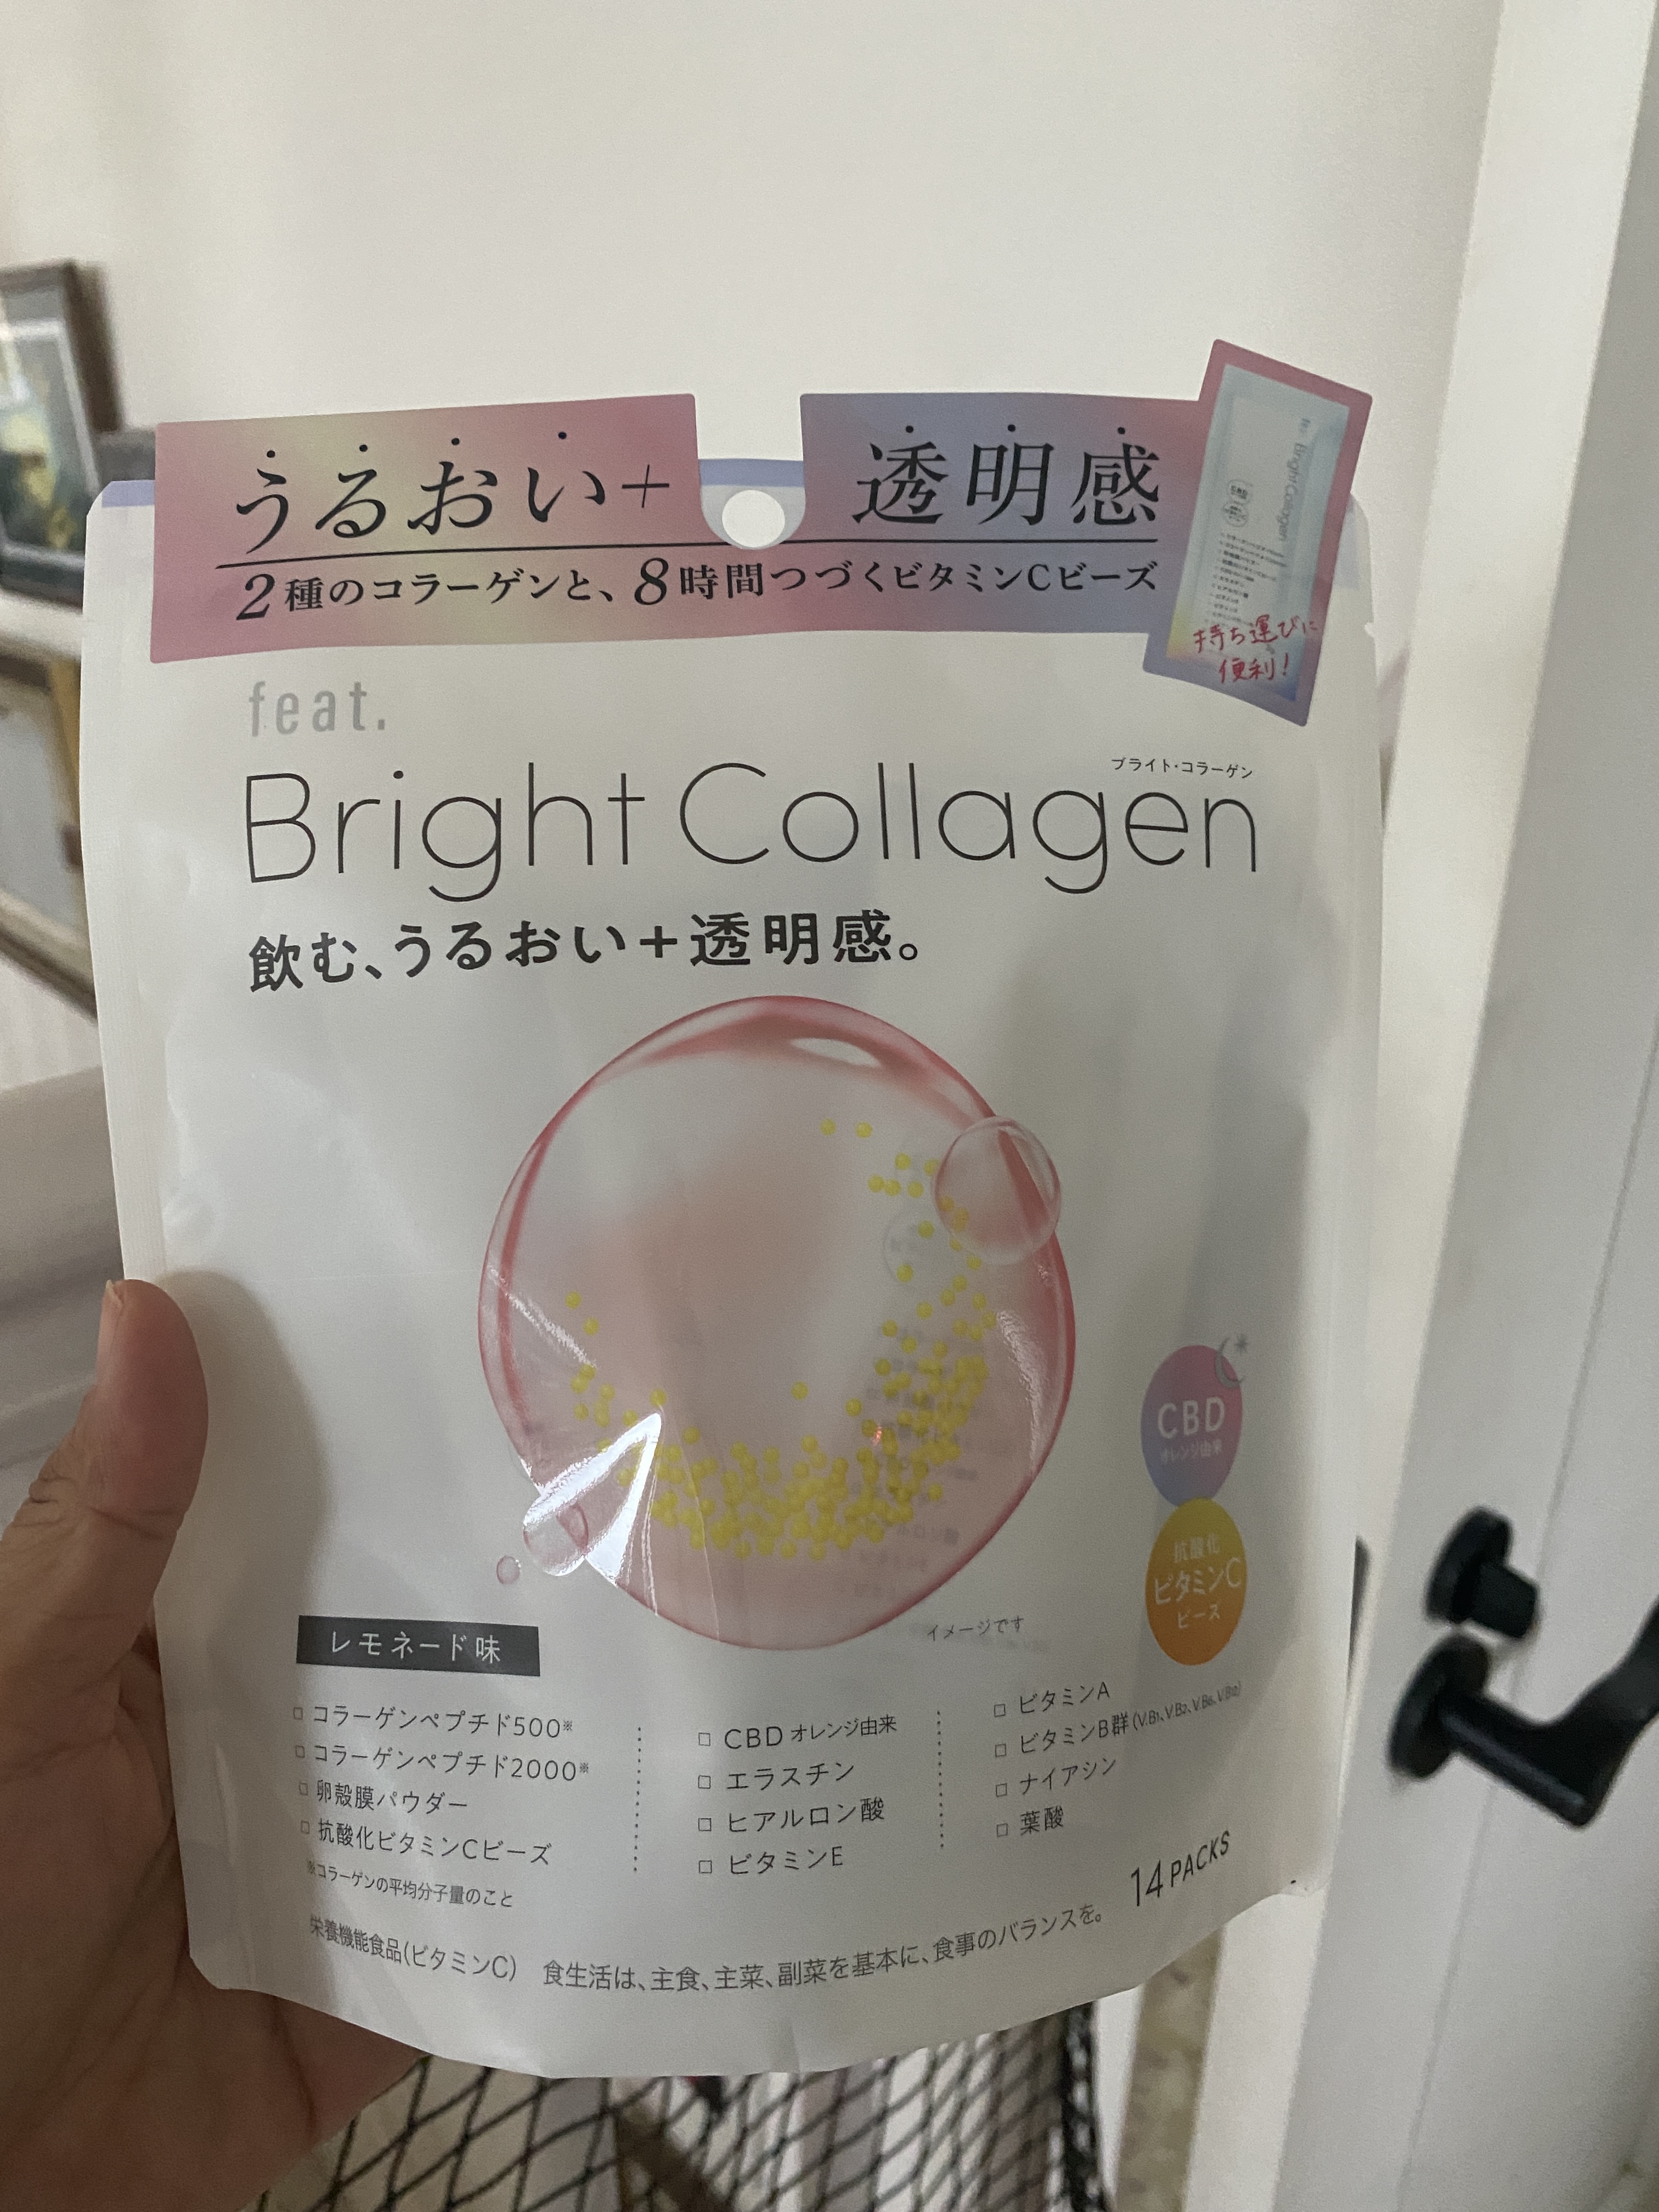 うるおい+ 透明感
2種のコラーゲンと、8時間つづくビタミンCビーズ
Bright Collagen
持ち運びに
便利!
feat.
ブライト・コラーゲン
Bright Collagen
飲む、うるおい+透明感。
CBD
オレンジ由来
抗酸化
ビタミンC
ビーズ
イメージです
レモネード味
□ コラーゲンペプチド500※
□ コラーゲンペプチド2000※
□ 卵殻膜パウダー
□ 抗酸化ビタミンCビーズ
※コラーゲンの平均分子量のこと
□ CBD オレンジ由来
□ エラスチン
□ ヒアルロン酸
□ ビタミンE
□ ビタミンA
□ ビタミンB群(V.B1、V.B2、V.B6、V.B12)
□ ナイアシン
□ 葉酸
14 PACKS
栄養機能食品(ビタミンC) 食生活は、主食、主菜、副菜を基本に、食事のバランスを。